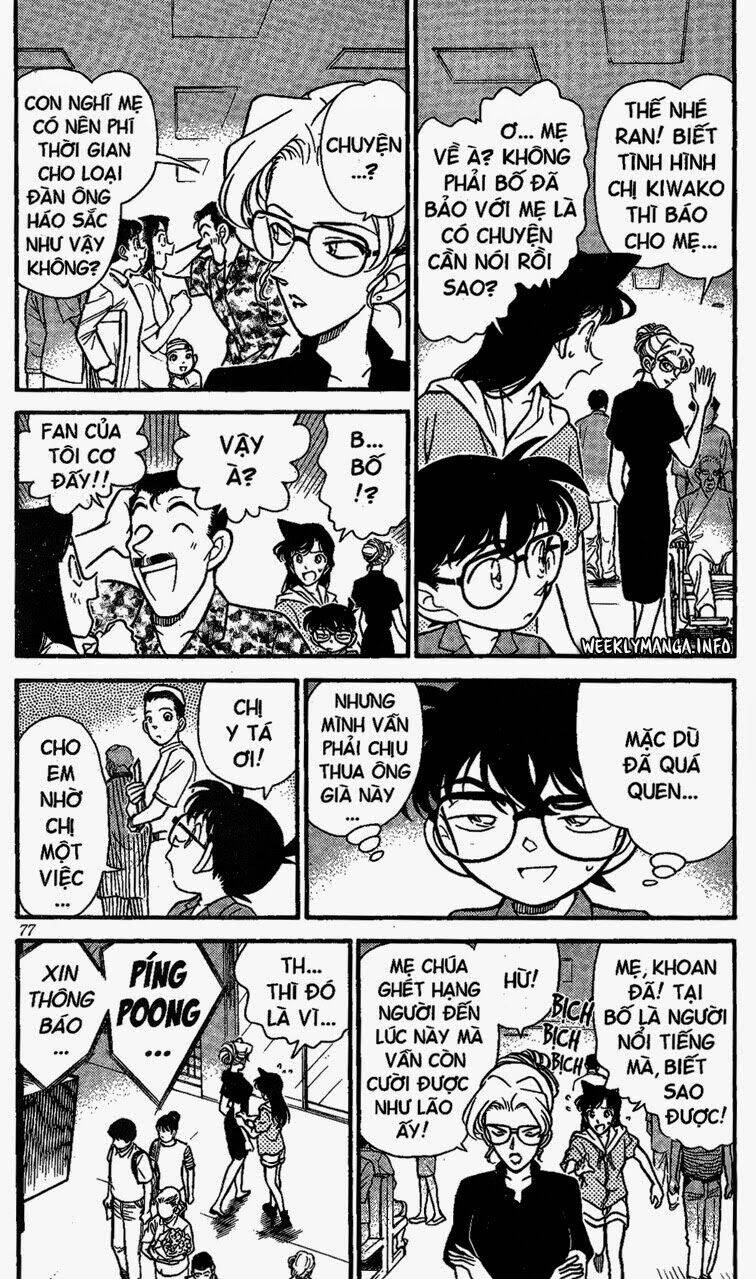 THẾ NHÉ
RAN! BIẾT
TÌNH HÌNH
CHỊ KIWAKO
THÌ BÁO
CHO MẸ...
Ơ... MẸ
VỀ À? KHÔNG
PHẢI BỐ ĐÃ
BẢO VỚI MẸ LÀ
CÓ CHUYỆN
CẦN NÓI RỒI
SAO?
WEEKLYMANGA.INFO
CHUYỆN
...?
CON NGHĨ MẸ
CÓ NÊN PHÍ
THỜI GIAN
CHO LOẠI
ĐÀN ÔNG
HÁO SẮC
NHƯ VẬY
KHÔNG?
B...
BỐ
!?
VẬY
À?
FAN CỦA
TÔI CƠ
ĐẤY!!
MẶC DÙ
ĐÃ QUÁ
QUEN...
NHƯNG
MÌNH VẪN
PHẢI CHỊU
THUA ÔNG
GIÀ NÀY
...
CHỊ
Y TÁ
ƠI!
CHO
EM
NHỜ
CHỊ
MỘT
VIỆC
...
77
MẸ, KHOAN
ĐÃ! TẠI
BỐ LÀ NGƯỜI
NỔI TIẾNG
MÀ, BIẾT
SAO
ĐƯỢC!
BỊCH
BỊCH
BỊCH
HỪ!
MẸ CHÚA
GHÉT HẠNG
NGƯỜI ĐẾN
LÚC NÀY MÀ
VẪN CÒN
CƯỜI ĐƯỢC
NHƯ LÃO
ẤY!
TH...
THÌ ĐÓ
LÀ VÌ...
PÍNG
POONG
...
XIN
THÔNG
BÁO
...